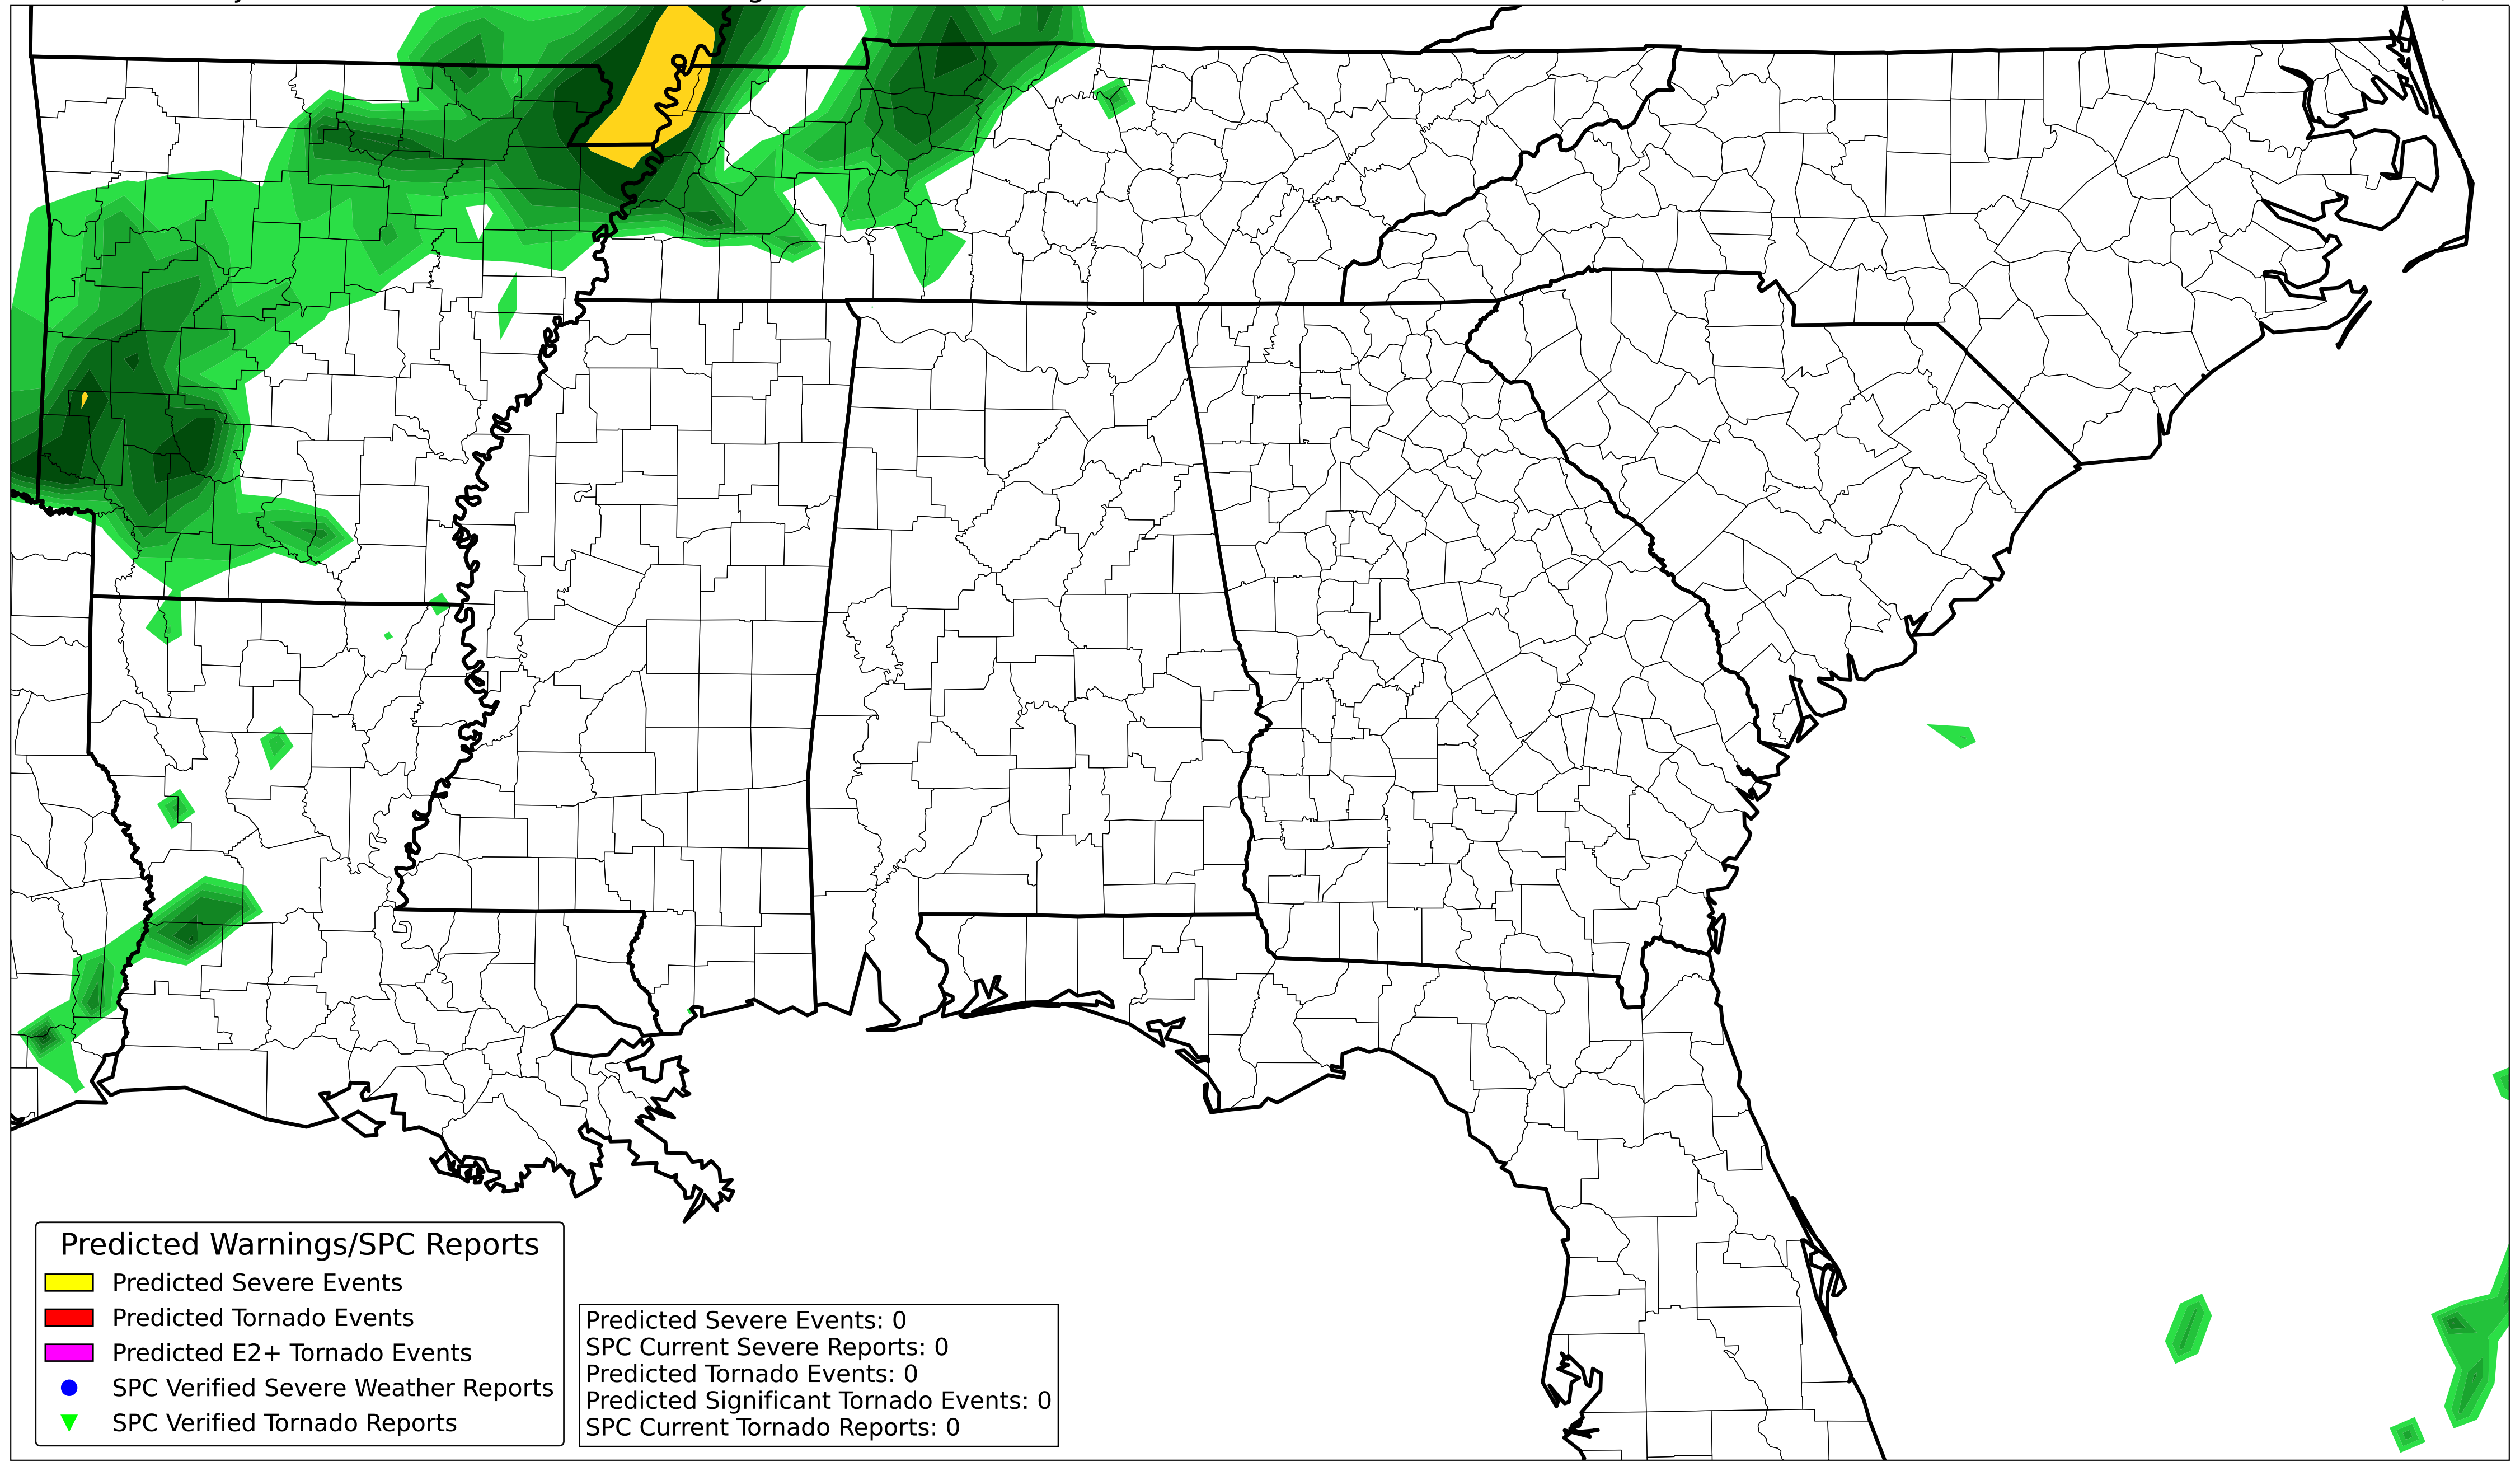 Predicted Warnings/SPC Reports
Predicted Severe Events
Predicted Tornado Events
Predicted E2+ Tornado Events
SPC Verified Severe Weather Reports
SPC Verified Tornado Reports
Predicted Severe Events: 0
SPC Current Severe Reports: 0
Predicted Tornado Events: 0
Predicted Significant Tornado Events: 0
SPC Current Tornado Reports: 0